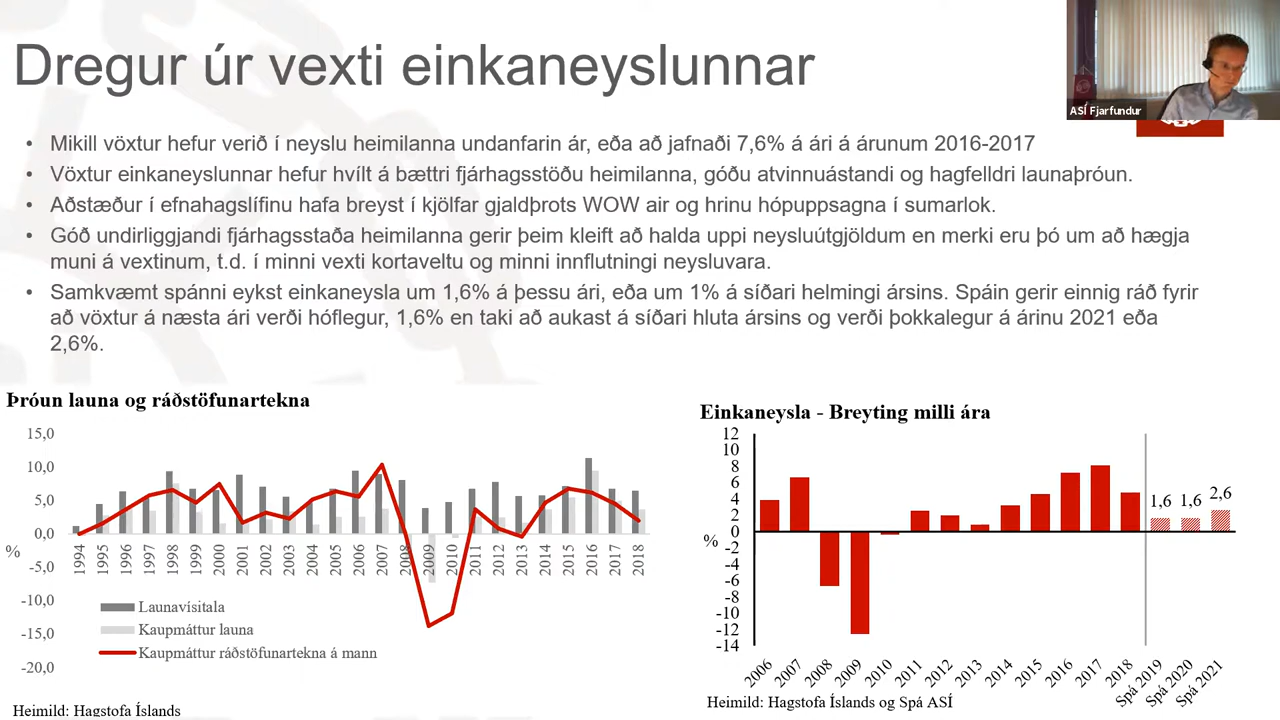 Dregur úr vexti einkaneyslunnar
ASÍ Fjarfundur
• Mikill vöxtur hefur verið í neyslu heimilanna undanfarin ár, eða að jafnaði 7,6% á ári á árunum 2016-2017
• Vöxtur einkaneyslunnar hefur hvílt á bættri fjárhagsstöðu heimilanna, góðu atvinnuástandi og hagfelldri launaþróun.
• Aðstæður í efnahagslífinu hafa breyst í kjölfar gjaldþrots WOW air og hrinu hópuppsagna í sumarlok.
• Góð undirliggjandi fjárhagsstaða heimilanna gerir þeim kleift að halda uppi neysluútgjöldum en merki eru þó um að hægja
muni á vextinum, t.d. í minni vexti kortaveltu og minni innflutningi neysluvara.
• Samkvæmt spánni eykst einkaneysla um 1,6% á þessu ári, eða um 1% á síðari helmingi ársins. Spáin gerir einnig ráð fyrir
að vöxtur á næsta ári verði hóflegur, 1,6% en taki að aukast á síðari hluta ársins og verði þokkalegur á árinu 2021 eða
2,6%.
Þróun launa og ráðstöfunartekna
15,0
10,0
5,0
0,0
%
-5,0
-10,0
-15,0
-20,0
1994 1995 1996 1997 1998 1999 2000 2001 2002 2003 2004 2005 2006 2007 2008 2009 2010 2011 2012 2013 2014 2015 2016 2017 2018
Launavísitala
Kaupmáttur launa
Kaupmáttur ráðstöfunartekna á mann
Heimild: Hagstofa Íslands
Einkaneysla - Breyting milli ára
12
10
8
6
4
2
0
%
-2
-4
-6
-8
-10
-12
-14
1,6 1,6 2,6
2006 2007 2008 2009 2010 2011 2012 2013 2014 2015 2016 2017 2018 Spá 2019 Spá 2020 Spá 2021
Heimild: Hagstofa Íslands og Spá ASÍ